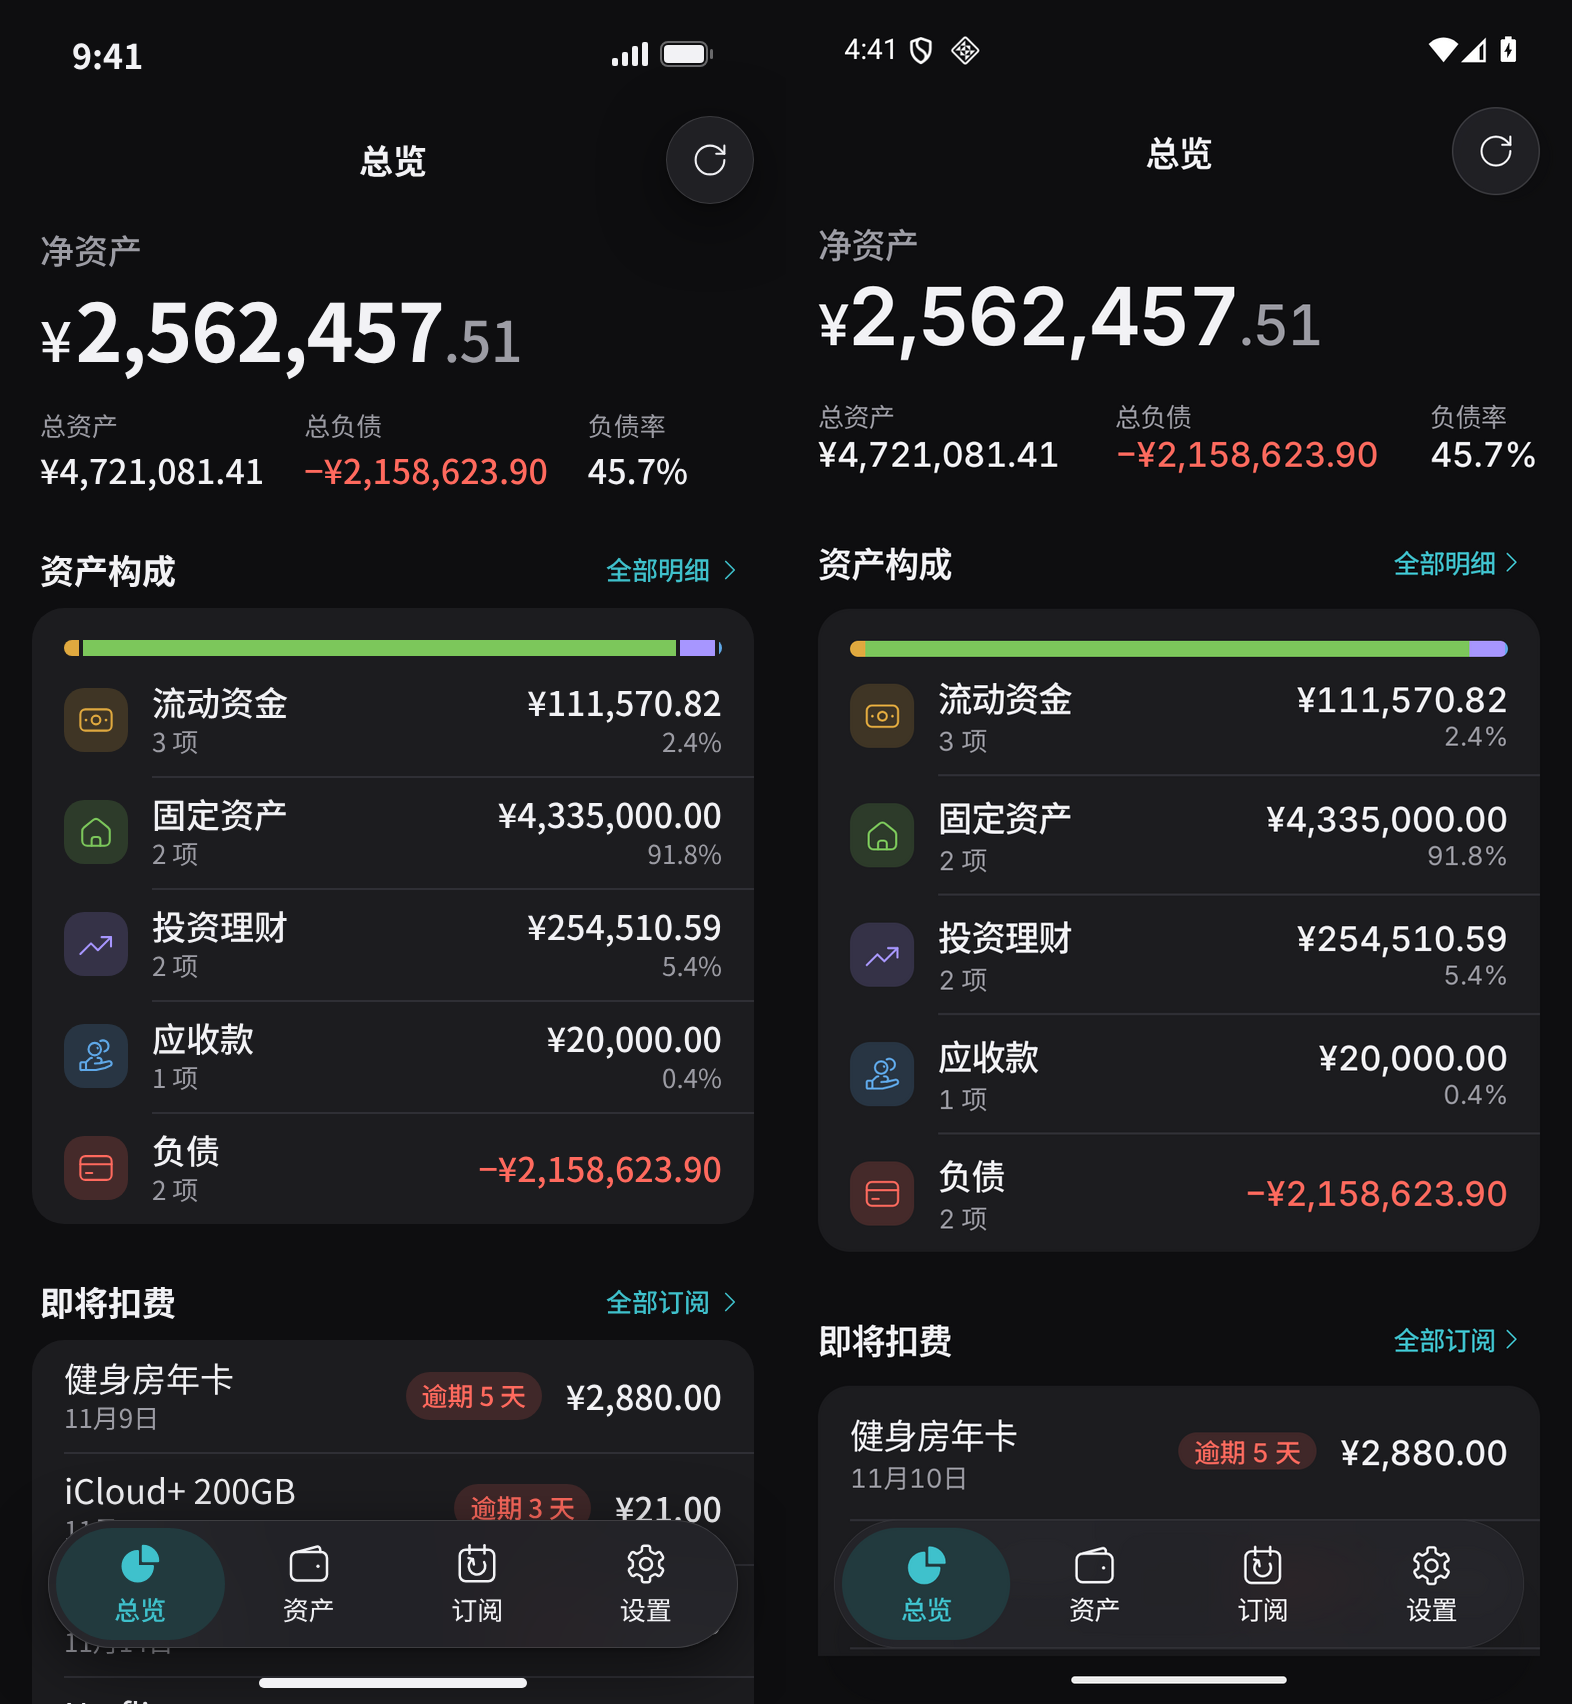 9:41
总览
净资产
¥2,562,457.51
总资产 总负债 负债率
¥4,721,081.41 −¥2,158,623.90 45.7%
资产构成 全部明细
流动资金 ¥111,570.82
3 项 2.4%
固定资产 ¥4,335,000.00
2 项 91.8%
投资理财 ¥254,510.59
2 项 5.4%
应收款 ¥20,000.00
1 项 0.4%
负债 −¥2,158,623.90
2 项
即将扣费 全部订阅
健身房年卡 逾期 5 天 ¥2,880.00
11月9日
iCloud+ 200GB 逾期 3 天 ¥21.00
总览 资产 订阅 设置
4:41
总览
净资产
¥2,562,457.51
总资产 总负债 负债率
¥4,721,081.41 −¥2,158,623.90 45.7%
资产构成 全部明细
流动资金 ¥111,570.82
3 项 2.4%
固定资产 ¥4,335,000.00
2 项 91.8%
投资理财 ¥254,510.59
2 项 5.4%
应收款 ¥20,000.00
1 项 0.4%
负债 −¥2,158,623.90
2 项
即将扣费 全部订阅
健身房年卡 逾期 5 天 ¥2,880.00
11月10日
总览 资产 订阅 设置